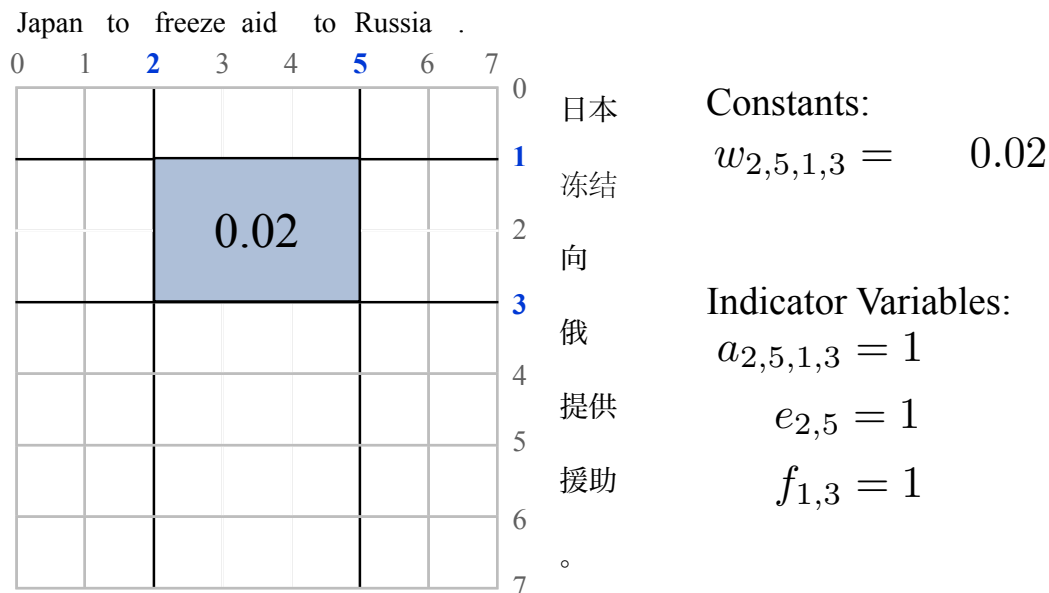 Japan to freeze aid to Russia .
0 1 2 3 4 5 6 7
0
日本
Constants:
1
w2,5,1,3 = 0.02
冻结
0.02
2
向
3
Indicator Variables:
俄
a2,5,1,3 = 1
4
提供
e2,5 = 1
5
援助
f1,3 = 1
6
。
7